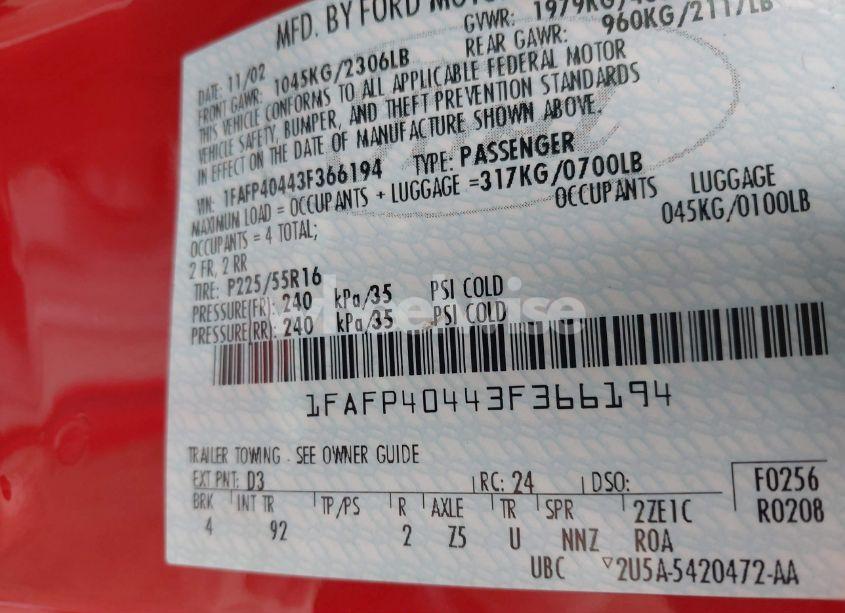 MFD. BY FORD
GVWR: 1979KG
DATE: 11/02
FRONT GAWR: 1045KG/2306LB
REAR GAWR: 960KG/2117LB
THIS VEHICLE CONFORMS TO ALL APPLICABLE FEDERAL MOTOR
VEHICLE SAFETY, BUMPER, AND THEFT PREVENTION STANDARDS
IN EFFECT ON THE DATE OF MANUFACTURE SHOWN ABOVE.
VIN: 1FAFP40443F366194 TYPE: PASSENGER
MAXIMUN LOAD = OCCUPANTS + LUGGAGE =317KG/0700LB
OCCUPANTS = 4 TOTAL; OCCUPANTS LUGGAGE
2 FR, 2 RR 045KG/0100LB
TIRE: P225/55R16
PRESSURE(FR): 240 kPa/35 PSI COLD
PRESSURE(RR): 240 kPa/35 PSI COLD
1FAFP40443F366194
TRAILER TOWING - SEE OWNER GUIDE
EXT PNT: D3 RC: 24 DSO: F0256
BRK INT TR TP/PS R AXLE TR SPR 2ZE1C R0208
4 92 2 Z5 U NNZ ROA
UBC ▽2U5A-5420472-AA